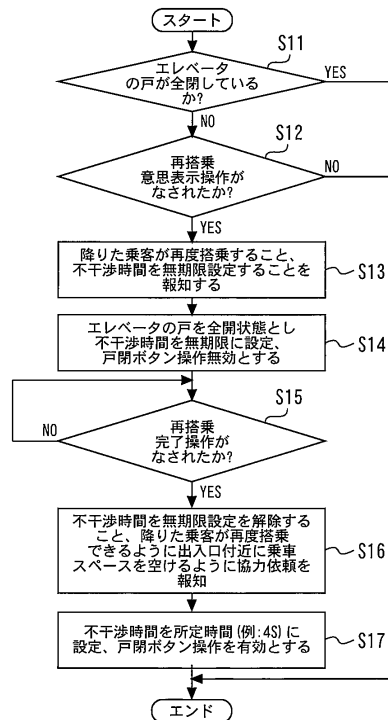 スタート
S11
エレベータ
の戸が全閉している
か?
YES
NO
S12
再搭乗
意思表示操作が
なされたか?
NO
YES
降りた乗客が再度搭乗すること、
不干渉時間を無期限設定することを
報知する
S13
エレベータの戸を全開状態とし
不干渉時間を無期限に設定、
戸閉ボタン操作無効とする
S14
S15
再搭乗
完了操作が
なされたか?
NO
YES
不干渉時間を無期限設定を解除する
こと、降りた乗客が再度搭乗
できるように出入口付近に乗車
スペースを空けるように協力依頼を
報知
S16
不干渉時間を所定時間(例:4S)に
設定、戸閉ボタン操作を有効とする
S17
エンド